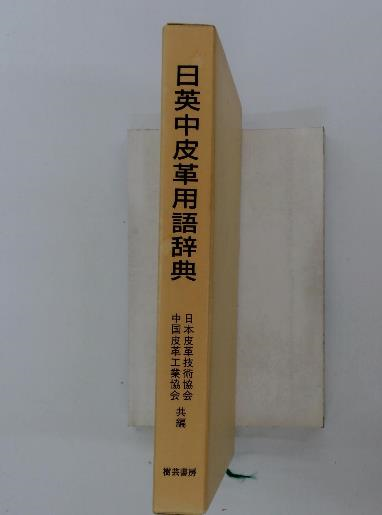 日英中皮革用語辞典
日本皮革技術協会
中国皮革工業協会
共編
樹芸書房